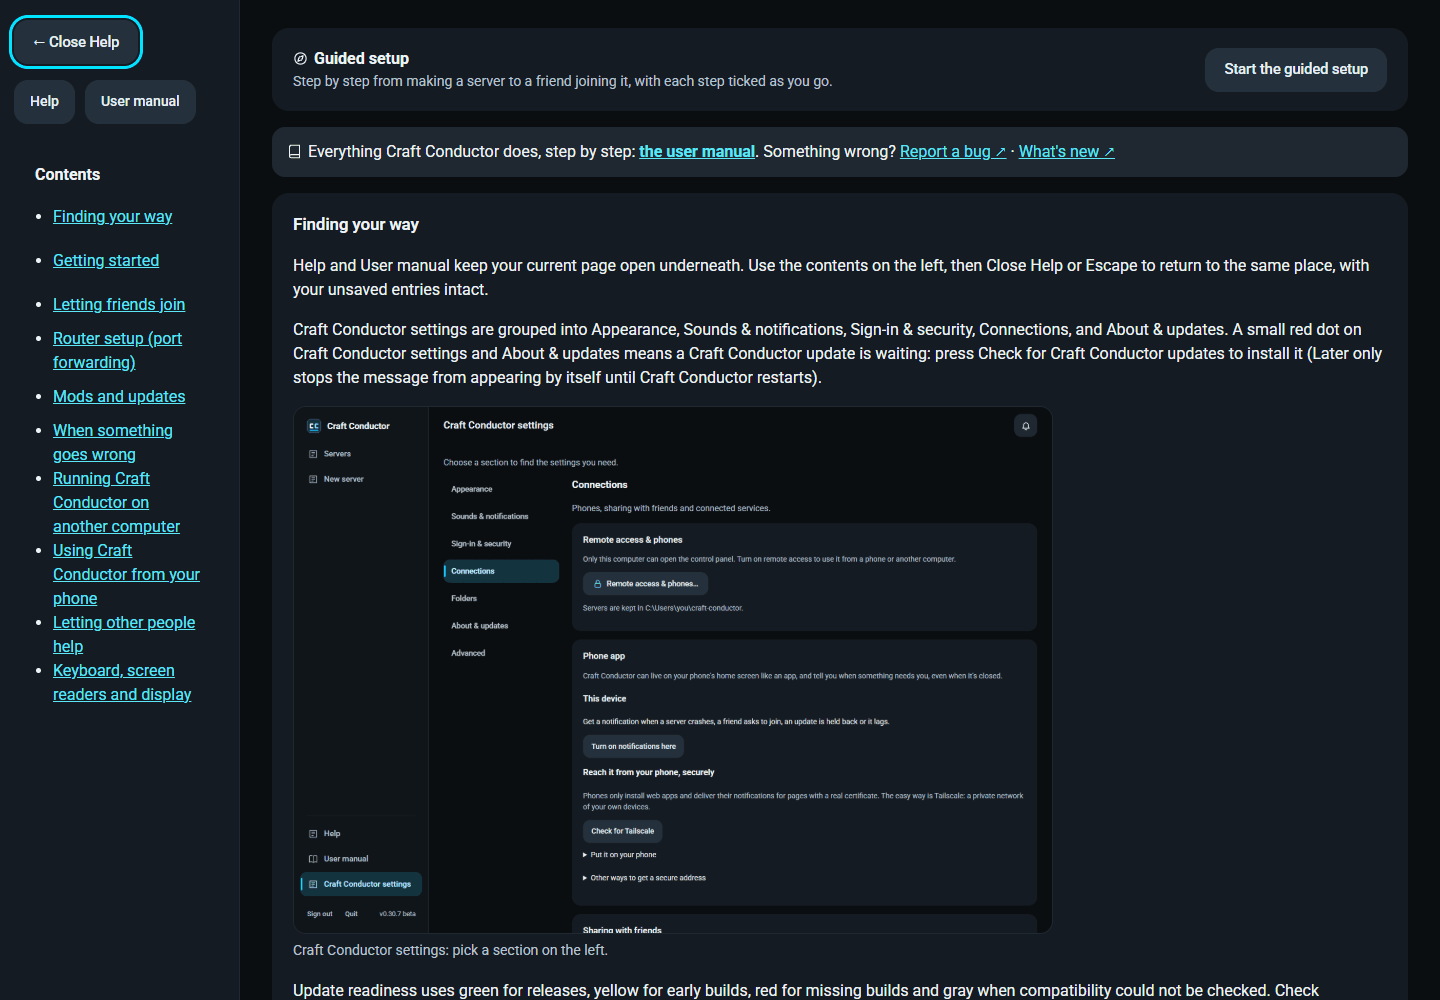 ← Close Help
Help
User manual
Contents
Finding your way
Getting started
Letting friends join
Router setup (port
forwarding)
Mods and updates
When something
goes wrong
Running Craft
Conductor on
another computer
Using Craft
Conductor from your
phone
Letting other people
help
Keyboard, screen
readers and display
Guided setup
Step by step from making a server to a friend joining it, with each step ticked as you go.
Start the guided setup
Everything Craft Conductor does, step by step: the user manual. Something wrong? Report a bug ↗ · What's new ↗
Finding your way
Help and User manual keep your current page open underneath. Use the contents on the left, then Close Help or Escape to return to the same place, with
your unsaved entries intact.
Craft Conductor settings are grouped into Appearance, Sounds & notifications, Sign-in & security, Connections, and About & updates. A small red dot on
Craft Conductor settings and About & updates means a Craft Conductor update is waiting: press Check for Craft Conductor updates to install it (Later only
stops the message from appearing by itself until Craft Conductor restarts).
CC Craft Conductor
Servers
New server
Help
User manual
Craft Conductor settings
Sign out Quit v0.30.7 beta
Craft Conductor settings
Choose a section to find the settings you need.
Appearance
Sounds & notifications
Sign-in & security
Connections
Folders
About & updates
Advanced
Connections
Phones, sharing with friends and connected services.
Remote access & phones
Only this computer can open the control panel. Turn on remote access to use it from a phone or another computer.
Remote access & phones...
Servers are kept in C:\Users\you\craft-conductor.
Phone app
Craft Conductor can live on your phone's home screen like an app, and tell you when something needs you, even when it's closed.
This device
Get a notification when a server crashes, a friend asks to join, an update is held back or it lags.
Turn on notifications here
Reach it from your phone, securely
Phones only install web apps and deliver their notifications for pages with a real certificate. The easy way is Tailscale: a private network
of your own devices.
Check for Tailscale
Put it on your phone
Other ways to get a secure address
Sharing with friends
Craft Conductor settings: pick a section on the left.
Update readiness uses green for releases, yellow for early builds, red for missing builds and gray when compatibility could not be checked. Check